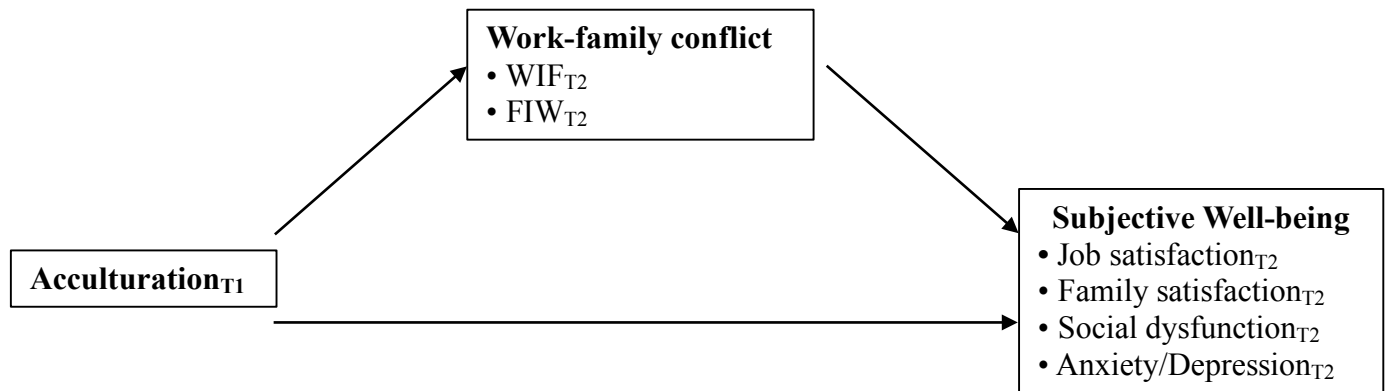 Work-family conflict
• WIFT2
• FIWT2
AcculturationT1
Subjective Well-being
• Job satisfactionT2
• Family satisfactionT2
• Social dysfunctionT2
• Anxiety/DepressionT2